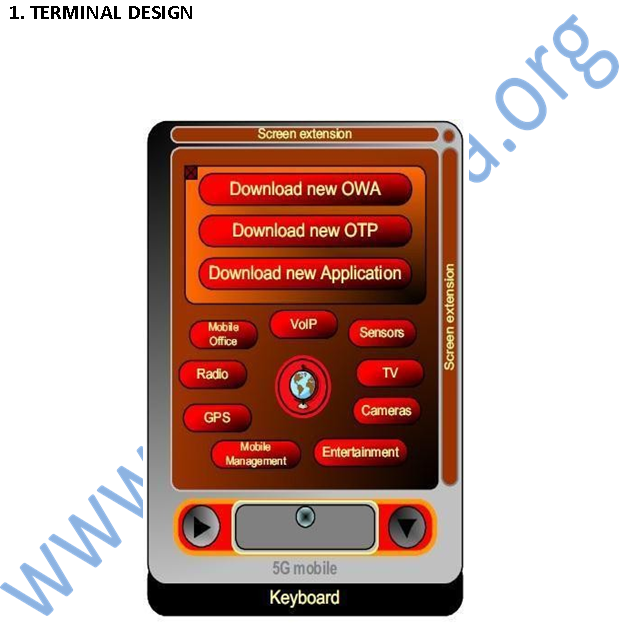 1. TERMINAL DESIGN
Screen extension
Download new OWA
Download new OTP
Download new Application
Screen extension
Mobile
Office
VoIP
Sensors
Radio
TV
GPS
Cameras
Mobile
Management
Entertainment
5G mobile
Keyboard